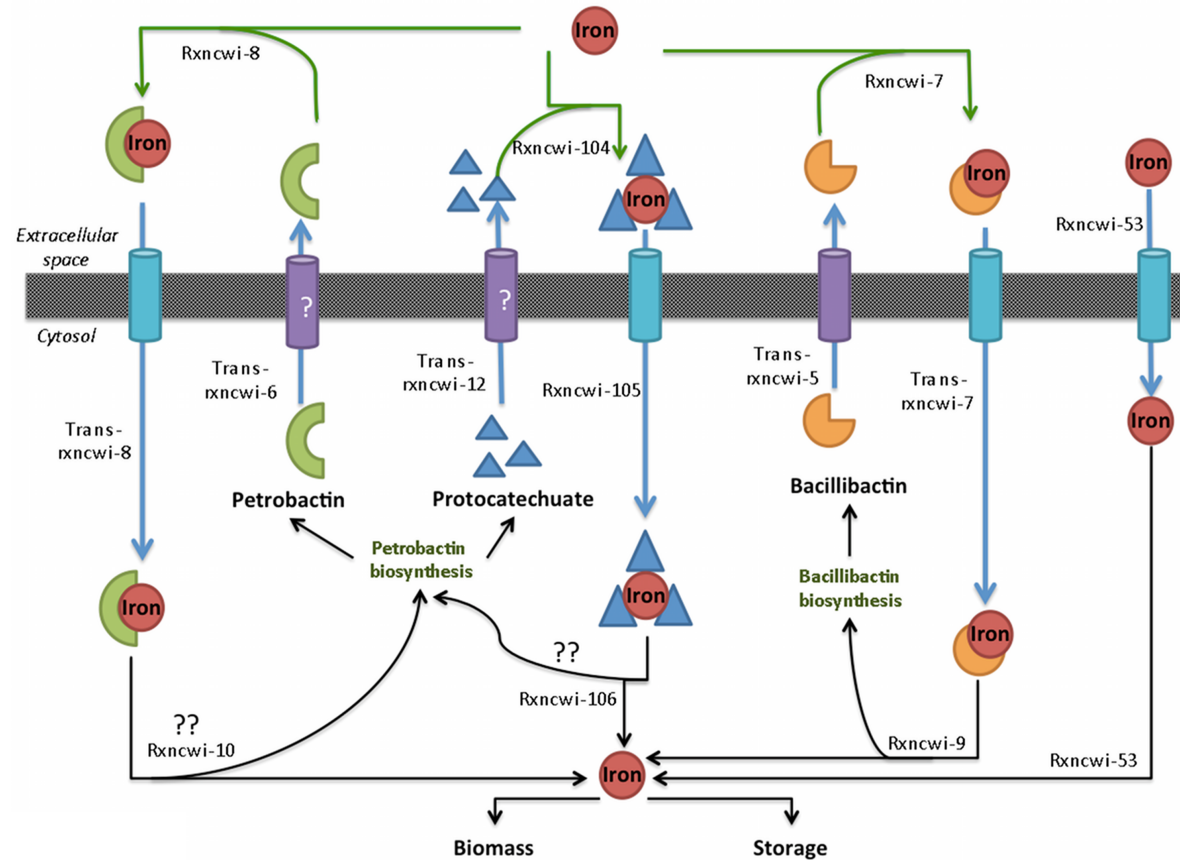 Iron
Rxncwi-8
Rxncwi-7
Rxncwi-104
Iron
Iron
Iron
Iron
Rxncwi-53
Extracellular
space
?
?
Cytosol
Trans-
rxncwi-6
Trans-
rxncwi-12
Rxncwi-105
Trans-
rxncwi-5
Trans-
rxncwi-7
Iron
Trans-
rxncwi-8
Petrobactin
Protocatechuate
Bacillibactin
Petrobactin
biosynthesis
Bacillibactin
biosynthesis
Iron
Iron
Iron
??
Rxncwi-106
??
Rxncwi-10
Rxncwi-9
Rxncwi-53
Iron
Biomass
Storage